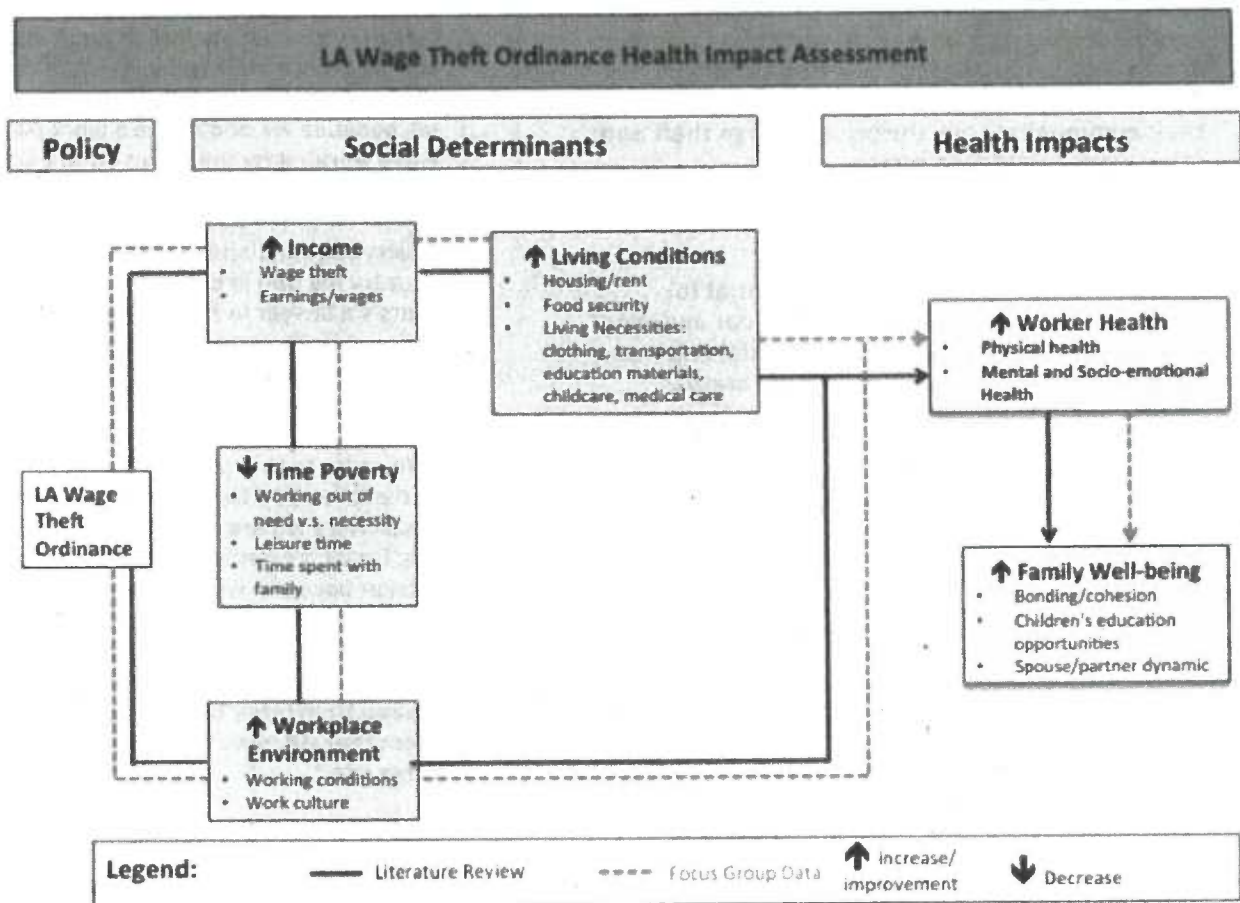 LA Wage Theft Ordinance Health Impact Assessment
Policy
Social Determinants
Health Impacts
Income
• Wage theft
• Earnings/wages
Living Conditions
• Housing/rent
• Food security
• Living Necessities:
clothing, transportation,
education materials,
childcare, medical care
Worker Health
• Physical health
• Mental and Socio-emotional
Health
Time Poverty
• Working out of
need v.s. necessity
• Leisure time
• Time spent with
family
LA Wage
Theft
Ordinance
Family Well-being
• Bonding/cohesion
• Children's education
opportunities
• Spouse/partner dynamic
Workplace
Environment
• Working conditions
• Work culture
Legend:
Literature Review
Focus Group Data
Increase/
improvement
Decrease